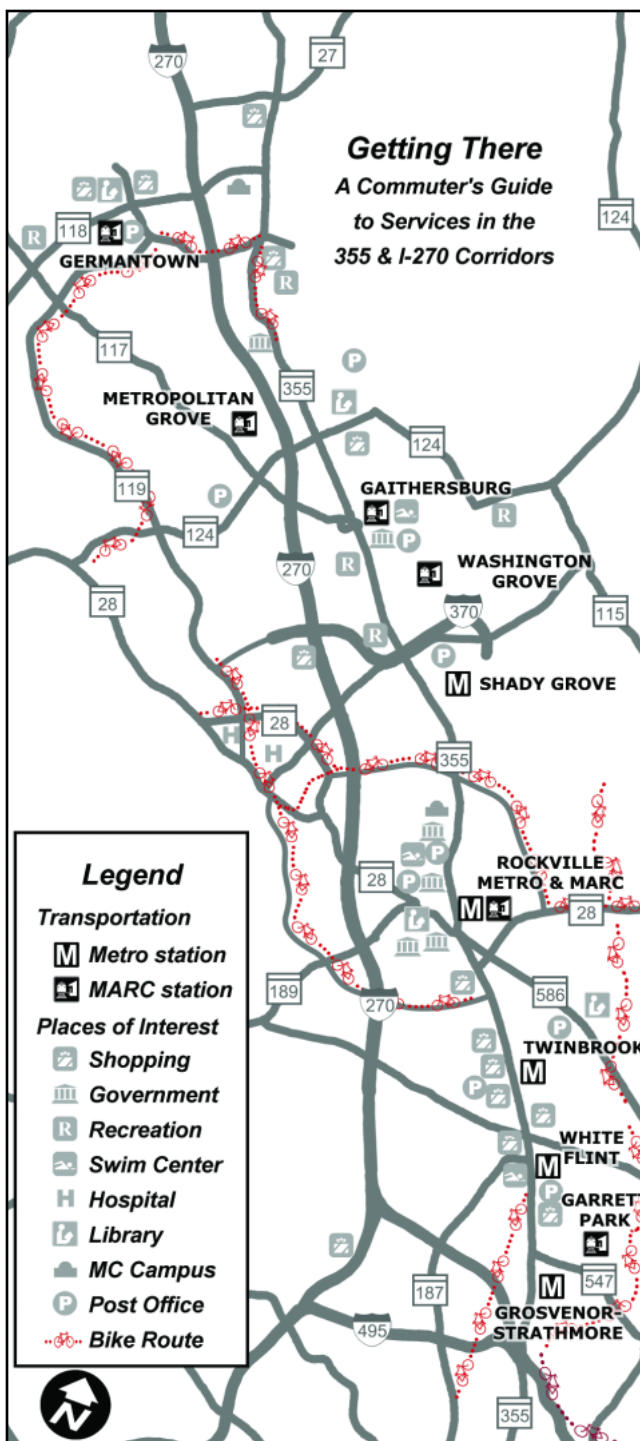 27
270
Getting There
A Commuter's Guide
to Services in the
355 & I-270 Corridors
124
118
R
P
GERMANTOWN
R
117
355
P
METROPOLITAN
GROVE
124
119
GAITHERSBURG
P
R
124
P
WASHINGTON
GROVE
270
R
28
370
115
R
P
M SHADY GROVE
28
H
H
355
P
ROCKVILLE
METRO & MARC
28
P
M
28
189
270
586
P
TWINBROOK
M
P
WHITE
FLINT
M
P
GARRETT
PARK
187
M
547
GROSVENOR-
STRATHMORE
495
355
Legend
Transportation
M Metro station
MARC station
Places of Interest
Shopping
Government
R Recreation
Swim Center
H Hospital
Library
MC Campus
P Post Office
Bike Route
N